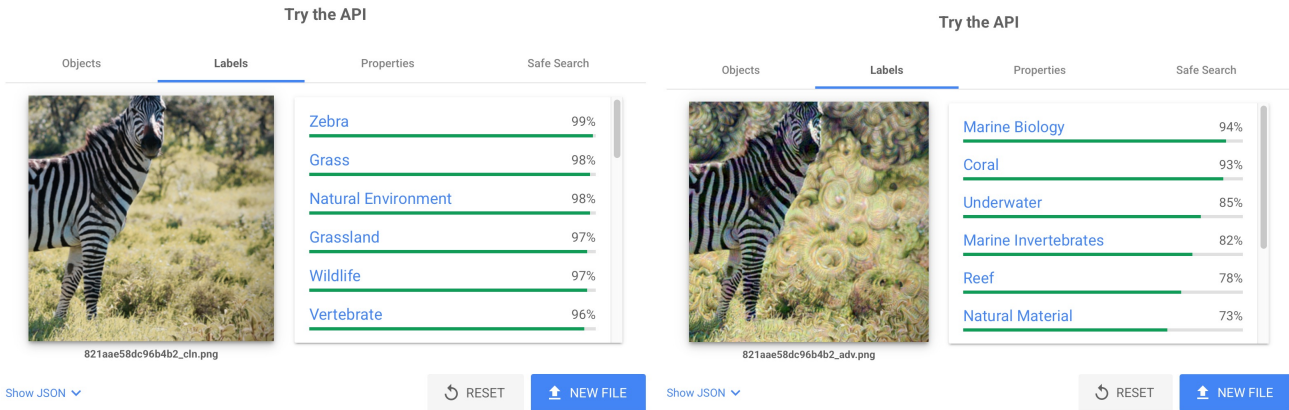 Try the API
Objects Labels Properties Safe Search
Zebra 99%
Grass 98%
Natural Environment 98%
Grassland 97%
Wildlife 97%
Vertebrate 96%
821aae58dc96b4b2_cln.png
Show JSON RESET NEW FILE
Try the API
Objects Labels Properties Safe Search
Marine Biology 94%
Coral 93%
Underwater 85%
Marine Invertebrates 82%
Reef 78%
Natural Material 73%
821aae58dc96b4b2_adv.png
Show JSON RESET NEW FILE